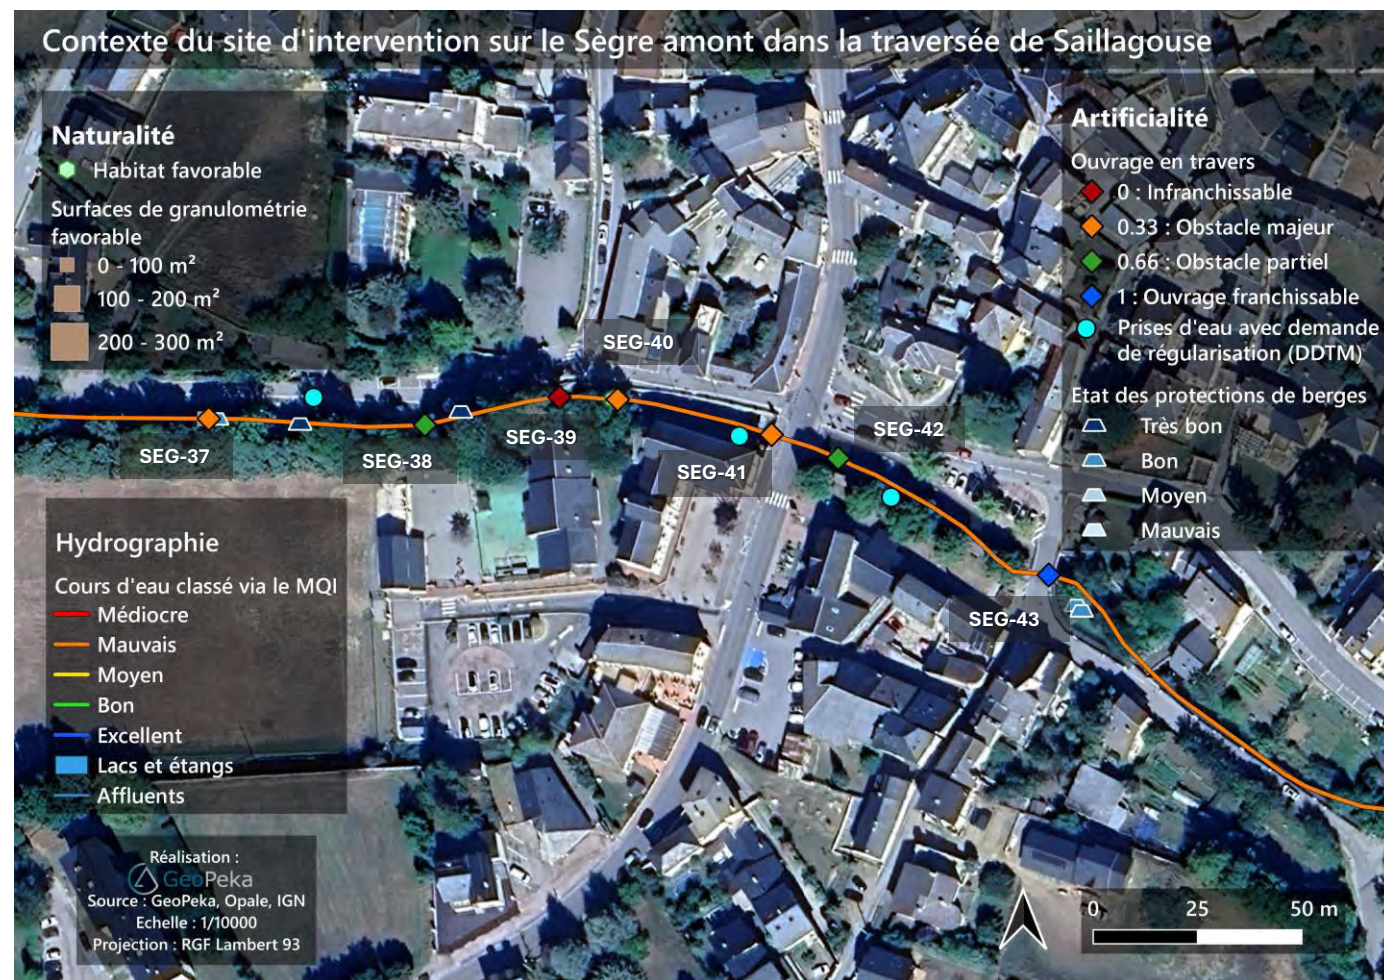 Contexte du site d'intervention sur le Sègre amont dans la traversée de Saillagouse
Naturalité
Habitat favorable
Surfaces de granulométrie
favorable
0 - 100 m²
100 - 200 m²
200 - 300 m²
Artificialité
Ouvrage en travers
0 : Infranchissable
0.33 : Obstacle majeur
0.66 : Obstacle partiel
1 : Ouvrage franchissable
Prises d'eau avec demande
de régularisation (DDTM)
Etat des protections de berges
Très bon
Bon
Moyen
Mauvais
SEG-37
SEG-38
SEG-39
SEG-40
SEG-41
SEG-42
SEG-43
Hydrographie
Cours d'eau classé via le MQI
Médiocre
Mauvais
Moyen
Bon
Excellent
Lacs et étangs
Affluents
Réalisation :
GeoPeka
Source : GeoPeka, Opale, IGN
Echelle : 1/10000
Projection : RGF Lambert 93
0 25 50 m